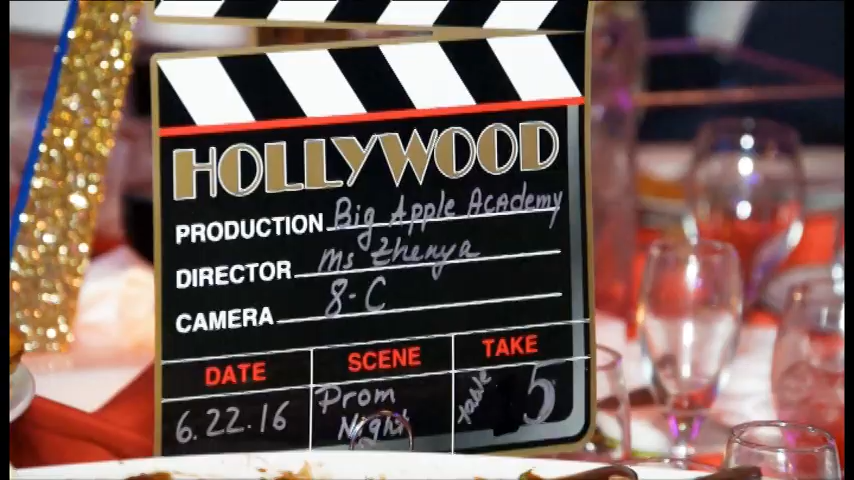 HOLLYWOOD
PRODUCTION Big Apple Academy
DIRECTOR Ms Zhenya
CAMERA 8-C
DATE SCENE TAKE
6.22.16 Prom Night table 5